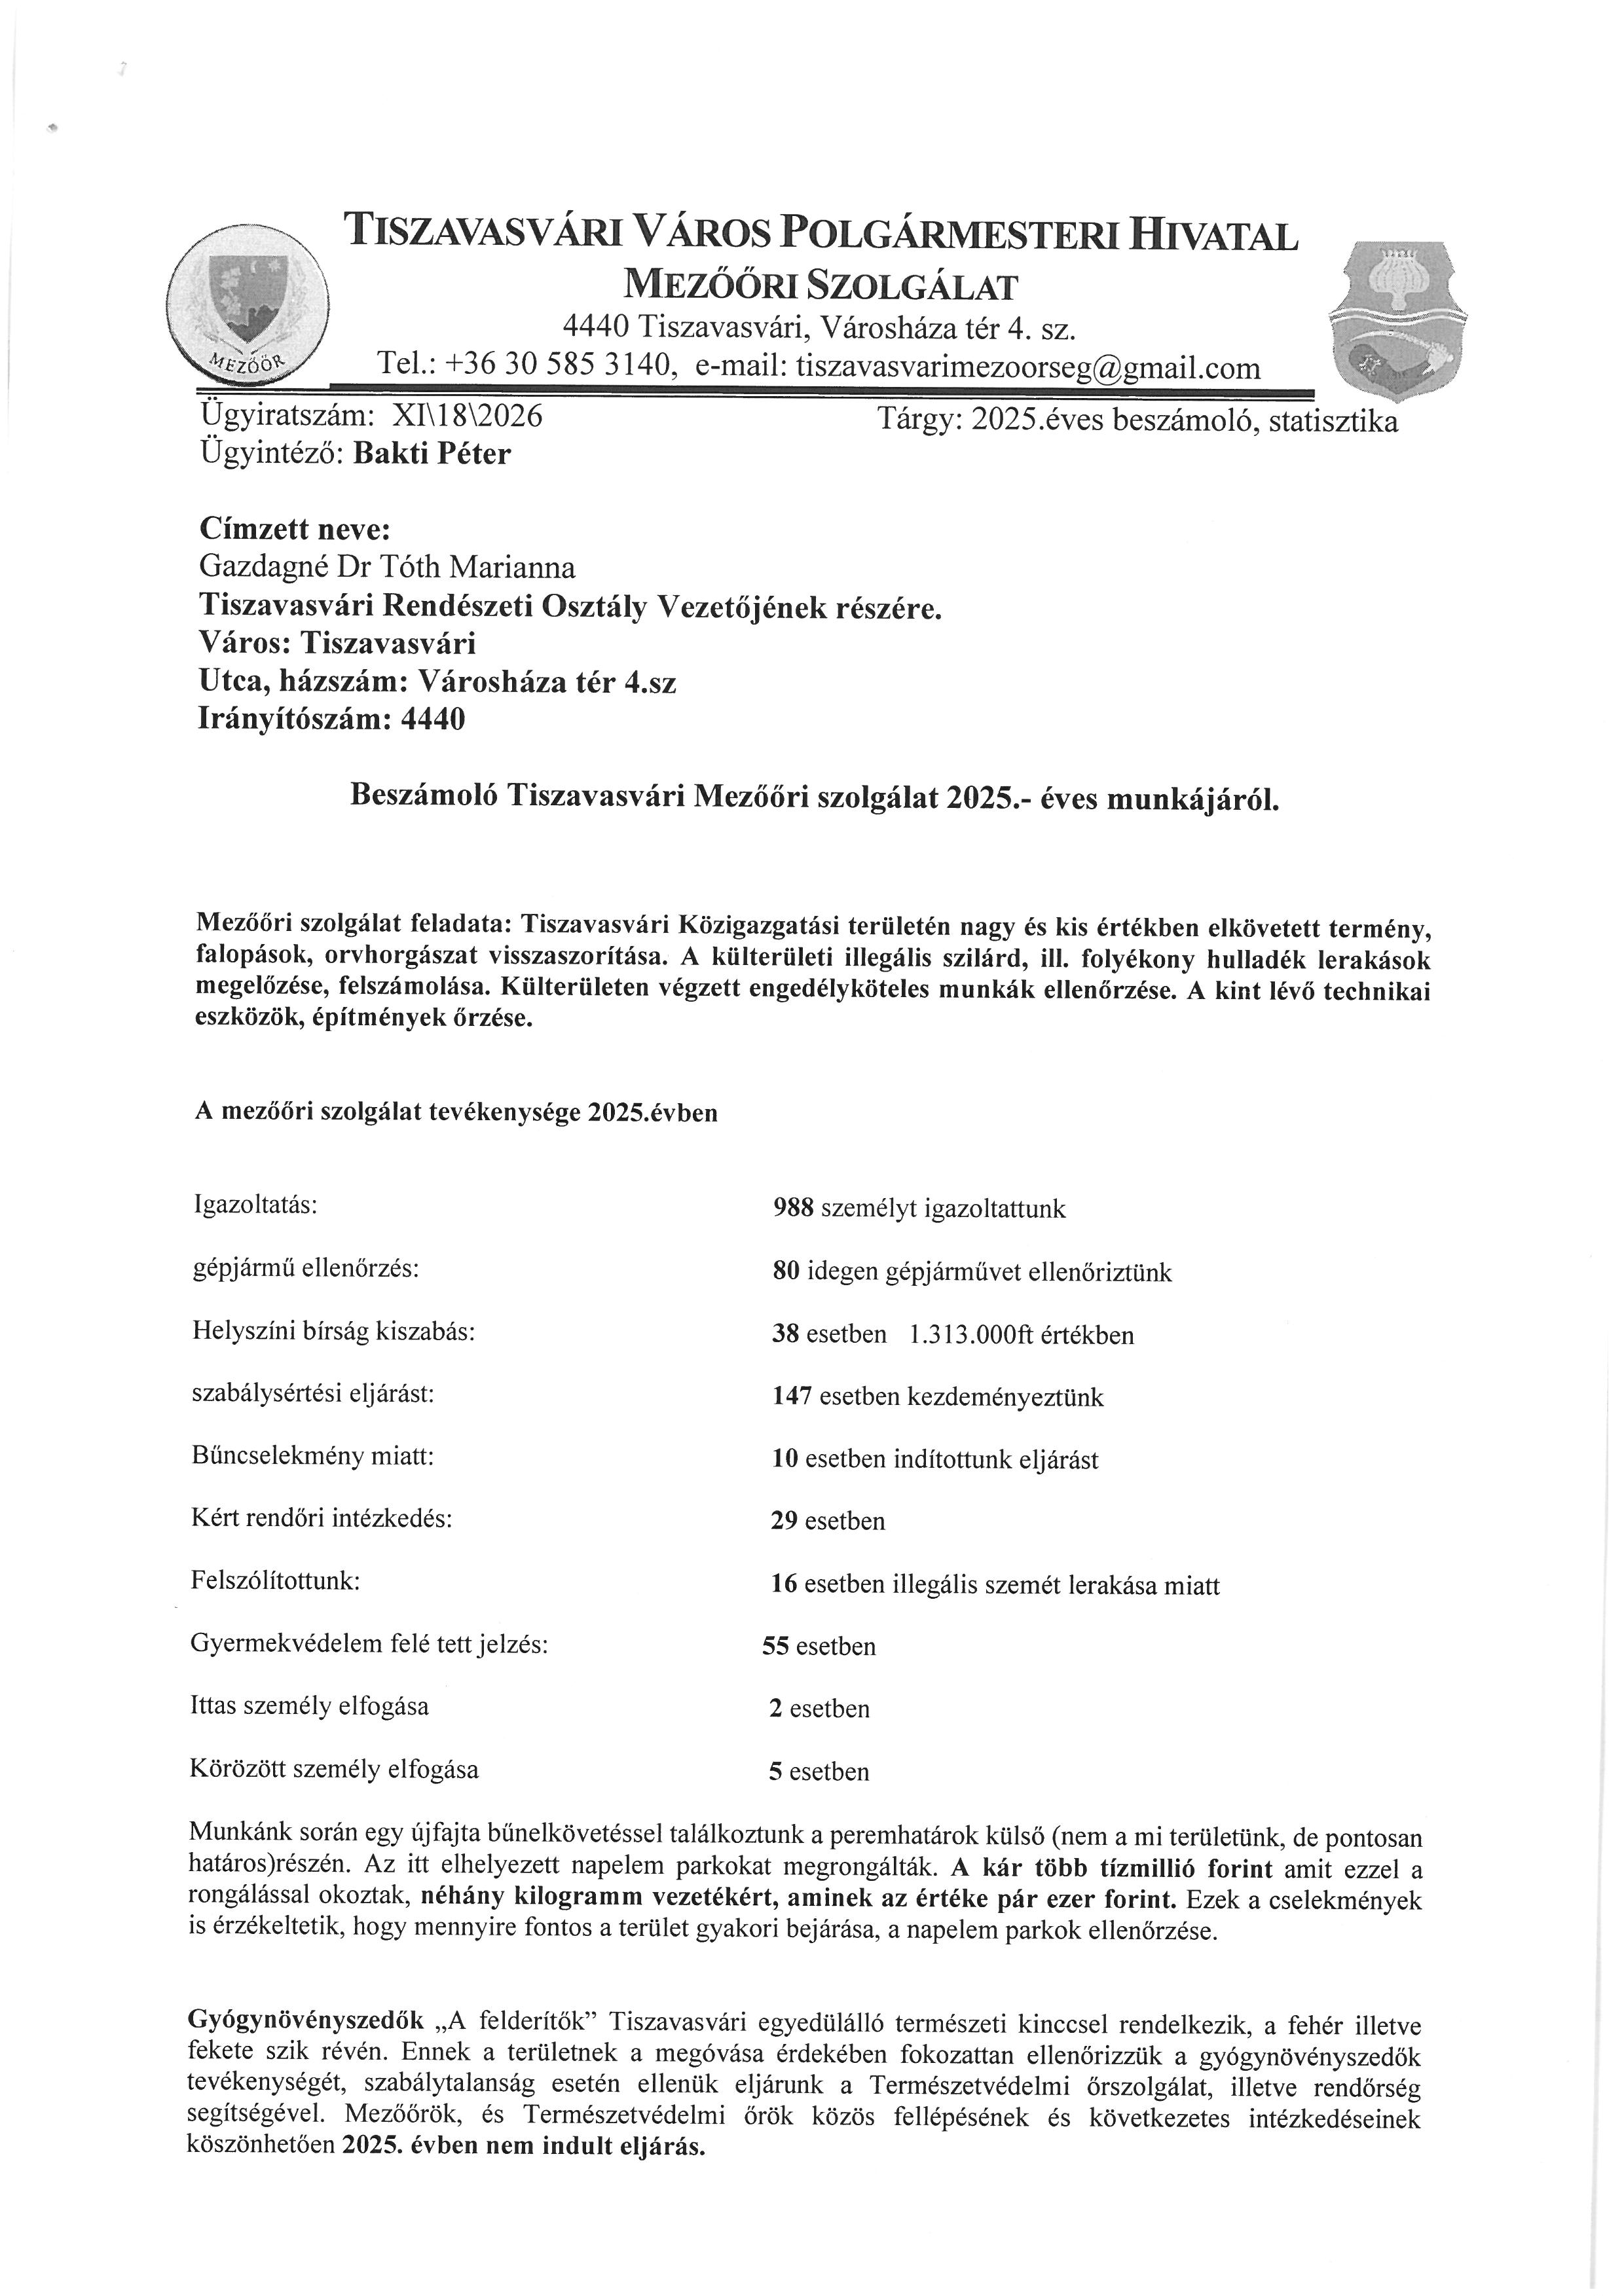 TISZAVASVÁRI VÁROS POLGÁRMESTERI HIVATAL
MEZŐŐRI SZOLGÁLAT
4440 Tiszavasvári, Városháza tér 4. sz.
Tel.: +36 30 585 3140, e-mail: tiszavasvarimezoorseg@gmail.com
MEZŐŐR
Ügyiratszám: XI\18\2026 Tárgy: 2025.éves beszámoló, statisztika
Ügyintéző: Bakti Péter
Címzett neve:
Gazdagné Dr Tóth Marianna
Tiszavasvári Rendészeti Osztály Vezetőjének részére.
Város: Tiszavasvári
Utca, házszám: Városháza tér 4.sz
Irányítószám: 4440
Beszámoló Tiszavasvári Mezőőri szolgálat 2025.- éves munkájáról.
Mezőőri szolgálat feladata: Tiszavasvári Közigazgatási területén nagy és kis értékben elkövetett termény,
falopások, orvhorgászat visszaszorítása. A külterületi illegális szilárd, ill. folyékony hulladék lerakások
megelőzése, felszámolása. Külterületen végzett engedélyköteles munkák ellenőrzése. A kint lévő technikai
eszközök, építmények őrzése.
A mezőőri szolgálat tevékenysége 2025.évben
Igazoltatás: 988 személyt igazoltattunk
gépjármű ellenőrzés: 80 idegen gépjárművet ellenőriztünk
Helyszíni bírság kiszabás: 38 esetben 1.313.000ft értékben
szabálysértési eljárást: 147 esetben kezdeményeztünk
Bűncselekmény miatt: 10 esetben indítottunk eljárást
Kért rendőri intézkedés: 29 esetben
Felszólítottunk: 16 esetben illegális szemét lerakása miatt
Gyermekvédelem felé tett jelzés: 55 esetben
Ittas személy elfogása 2 esetben
Körözött személy elfogása 5 esetben
Munkánk során egy újfajta bűnelkövetéssel találkoztunk a peremhatárok külső (nem a mi területünk, de pontosan
határos)részén. Az itt elhelyezett napelem parkokat megrongálták. A kár több tízmillió forint amit ezzel a
rongálással okoztak, néhány kilogramm vezetékért, aminek az értéke pár ezer forint. Ezek a cselekmények
is érzékeltetik, hogy mennyire fontos a terület gyakori bejárása, a napelem parkok ellenőrzése.
Gyógynövényszedők „A felderítők” Tiszavasvári egyedülálló természeti kinccsel rendelkezik, a fehér illetve
fekete szik révén. Ennek a területnek a megóvása érdekében fokozattan ellenőrizzük a gyógynövényszedők
tevékenységét, szabálytalanság esetén ellenük eljárunk a Természetvédelmi őrszolgálat, illetve rendőrség
segítségével. Mezőőrök, és Természetvédelmi őrök közös fellépésének és következetes intézkedéseinek
köszönhetően 2025. évben nem indult eljárás.